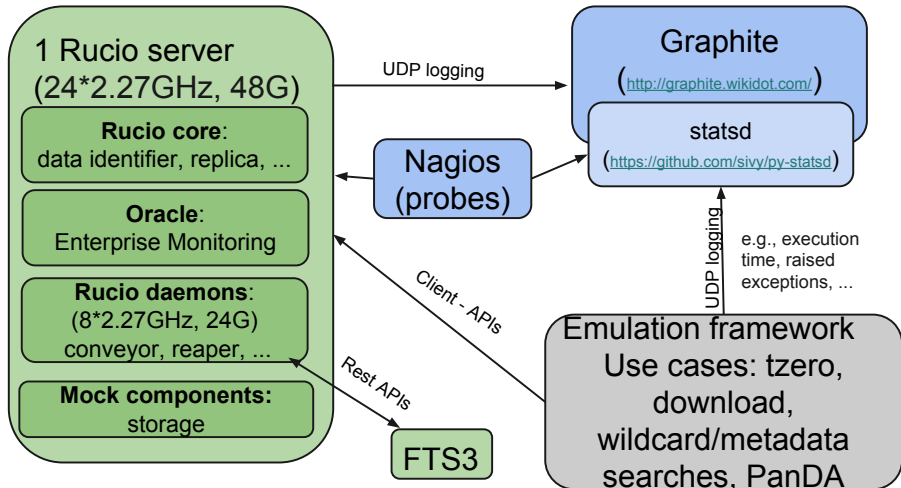 1 Rucio server
(24*2.27GHz, 48G)
Rucio core:
data identifier, replica, ...
Oracle:
Enterprise Monitoring
Rucio daemons:
(8*2.27GHz, 24G)
conveyor, reaper, ...
Mock components:
storage
UDP logging
Graphite
(http://graphite.wikidot.com/)
statsd
(https://github.com/sivy/py-statsd)
Nagios
(probes)
UDP logging
e.g., execution
time, raised
exceptions, ...
Client - APIs
Rest APIs
FTS3
Emulation framework
Use cases: tzero,
download,
wildcard/metadata
searches, PanDA